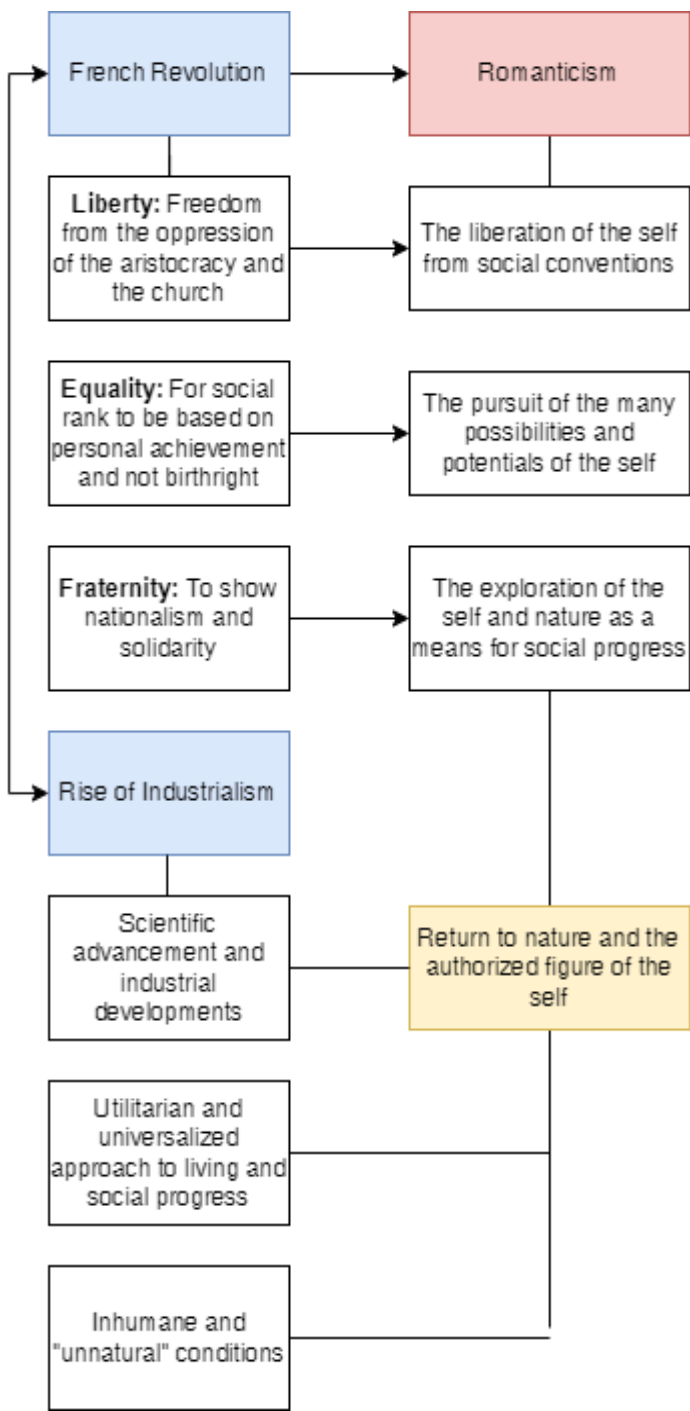 French Revolution
Romanticism
Liberty: Freedom
from the oppression
of the aristocracy and
the church
The liberation of the self
from social conventions
Equality: For social
rank to be based on
personal achievement
and not birthright
The pursuit of the many
possibilities and
potentials of the self
Fraternity: To show
nationalism and
solidarity
The exploration of the
self and nature as a
means for social progress
Rise of Industrialism
Scientific
advancement and
industrial
developments
Return to nature and the
authorized figure of the
self
Utilitarian and
universalized
approach to living and
social progress
Inhumane and
"unnatural" conditions